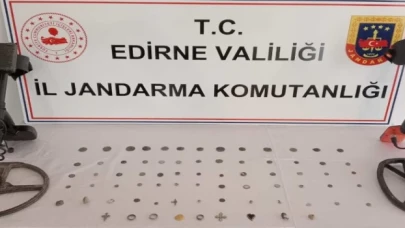 T.C.
EDİRNE VALİLİĞİ
İL JANDARMA KOMUTANLIĞI